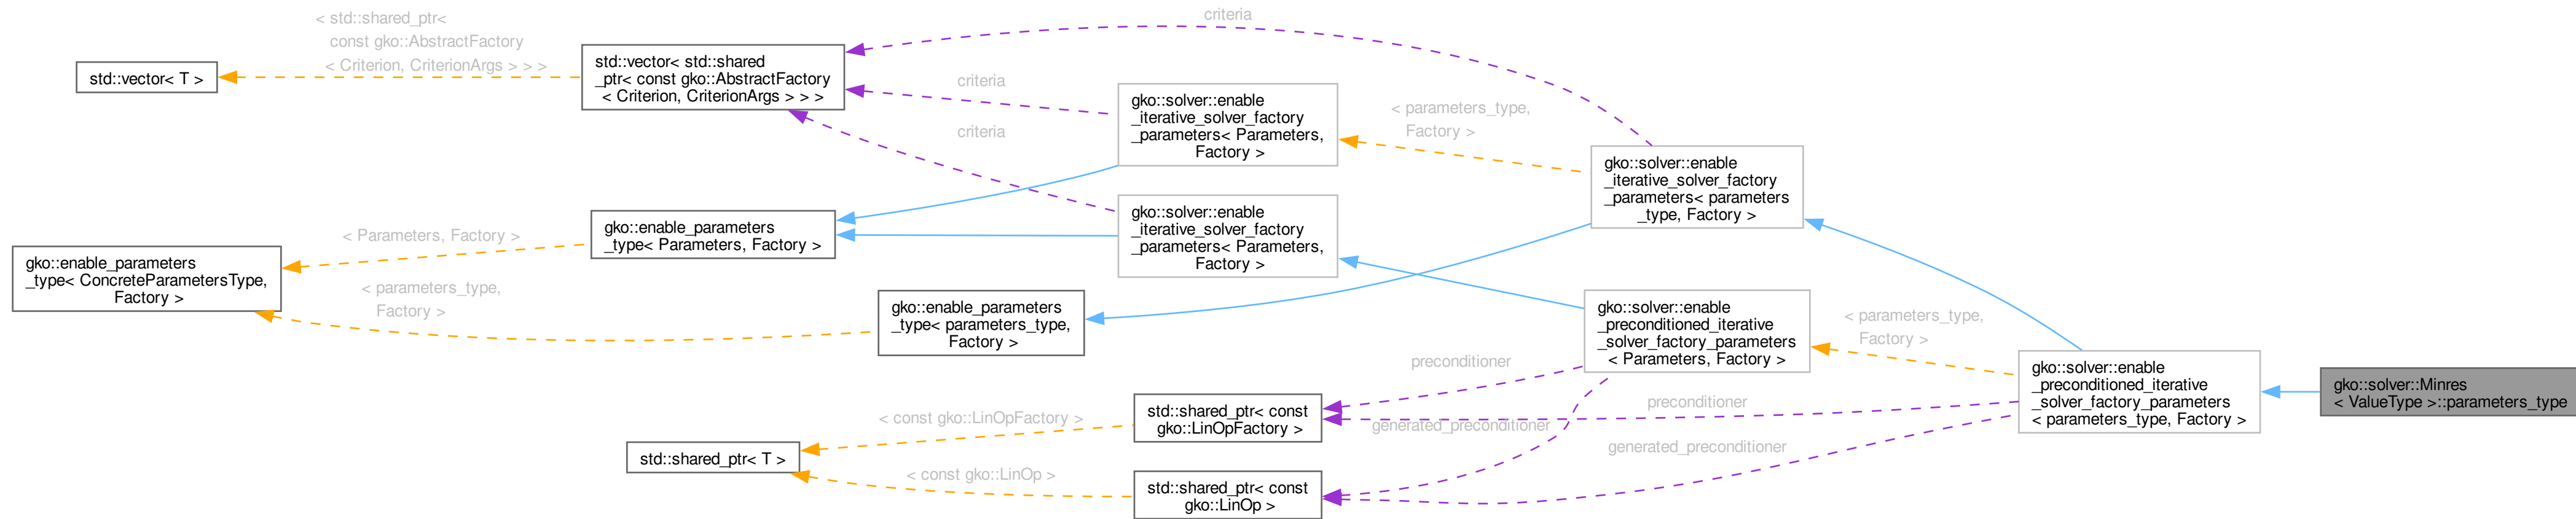 < std::shared_ptr<
const gko::AbstractFactory
< Criterion, CriterionArgs > > >
std::vector< T >
std::vector< std::shared
_ptr< const gko::AbstractFactory
< Criterion, CriterionArgs > > >
criteria
criteria
criteria
gko::solver::enable
_iterative_solver_factory
_parameters< Parameters,
Factory >
< parameters_type,
Factory >
gko::solver::enable
_iterative_solver_factory
_parameters< parameters
_type, Factory >
gko::solver::enable
_iterative_solver_factory
_parameters< Parameters,
Factory >
gko::enable_parameters
_type< Parameters, Factory >
< Parameters, Factory >
gko::enable_parameters
_type< ConcreteParametersType,
Factory >
< parameters_type,
Factory >
gko::enable_parameters
_type< parameters_type,
Factory >
gko::solver::enable
_preconditioned_iterative
_solver_factory_parameters
< Parameters, Factory >
< parameters_type,
Factory >
gko::solver::enable
_preconditioned_iterative
_solver_factory_parameters
< parameters_type, Factory >
gko::solver::Minres
< ValueType >::parameters_type
preconditioner
preconditioner
generated_preconditioner
generated_preconditioner
std::shared_ptr< const
gko::LinOpFactory >
< const gko::LinOpFactory >
std::shared_ptr< T >
< const gko::LinOp >
std::shared_ptr< const
gko::LinOp >